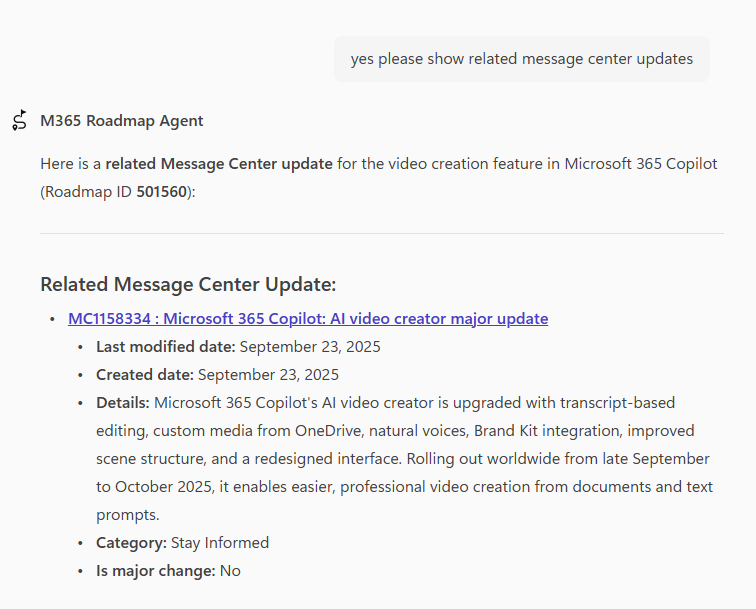 yes please show related message center updates
M365 Roadmap Agent
Here is a related Message Center update for the video creation feature in Microsoft 365 Copilot
(Roadmap ID 501560):
Related Message Center Update:
• MC1158334 : Microsoft 365 Copilot: AI video creator major update
• Last modified date: September 23, 2025
• Created date: September 23, 2025
• Details: Microsoft 365 Copilot's AI video creator is upgraded with transcript-based
editing, custom media from OneDrive, natural voices, Brand Kit integration, improved
scene structure, and a redesigned interface. Rolling out worldwide from late September
to October 2025, it enables easier, professional video creation from documents and text
prompts.
• Category: Stay Informed
• Is major change: No